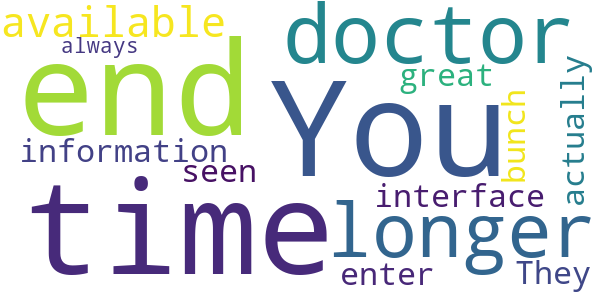 available
always
doctor
end
great
You
bunch
actually
information
seen
time
interface
longer
enter
They